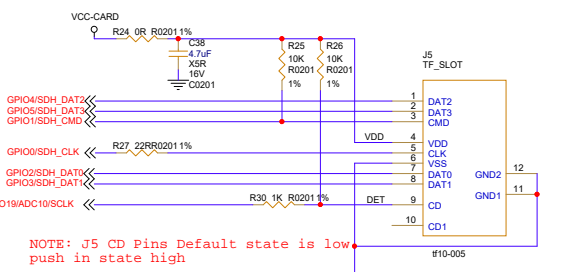 VCC-CARD
R24 0R R0201 1%
C38
4.7uF
X5R
16V
C0201
R25
10K
R0201
1%
R26
10K
R0201
1%
J5
TF_SLOT
GPIO4/SDH_DAT2
GPIO5/SDH_DAT3
GPIO1/SDH_CMD
1 DAT2
2 DAT3
3 CMD
VDD 4 VDD
GPIO0/SDH_CLK R27 22R R0201 1% 5 CLK
6 VSS
GPIO2/SDH_DAT0 7 DAT0
GPIO3/SDH_DAT1 8 DAT1
GND2 12
GND1 11
IO19/ADC10/SCLK R30 1K R0201 1% DET 9 CD
10 CD1
tf10-005
NOTE: J5 CD Pins Default state is low
push in state high